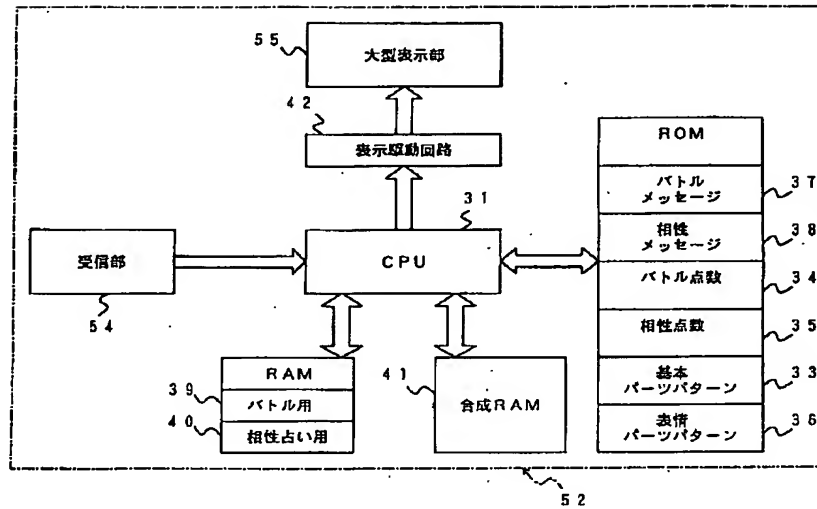 55
大型表示部
42
表示駆動回路
31
CPU
受信部
54
ROM
バトル
メッセージ
37
相性
メッセージ
38
バトル点数
34
相性点数
35
基本
パーツパターン
33
表情
パーツパターン
36
RAM
39
バトル用
40
相性占い用
41
合成RAM
52